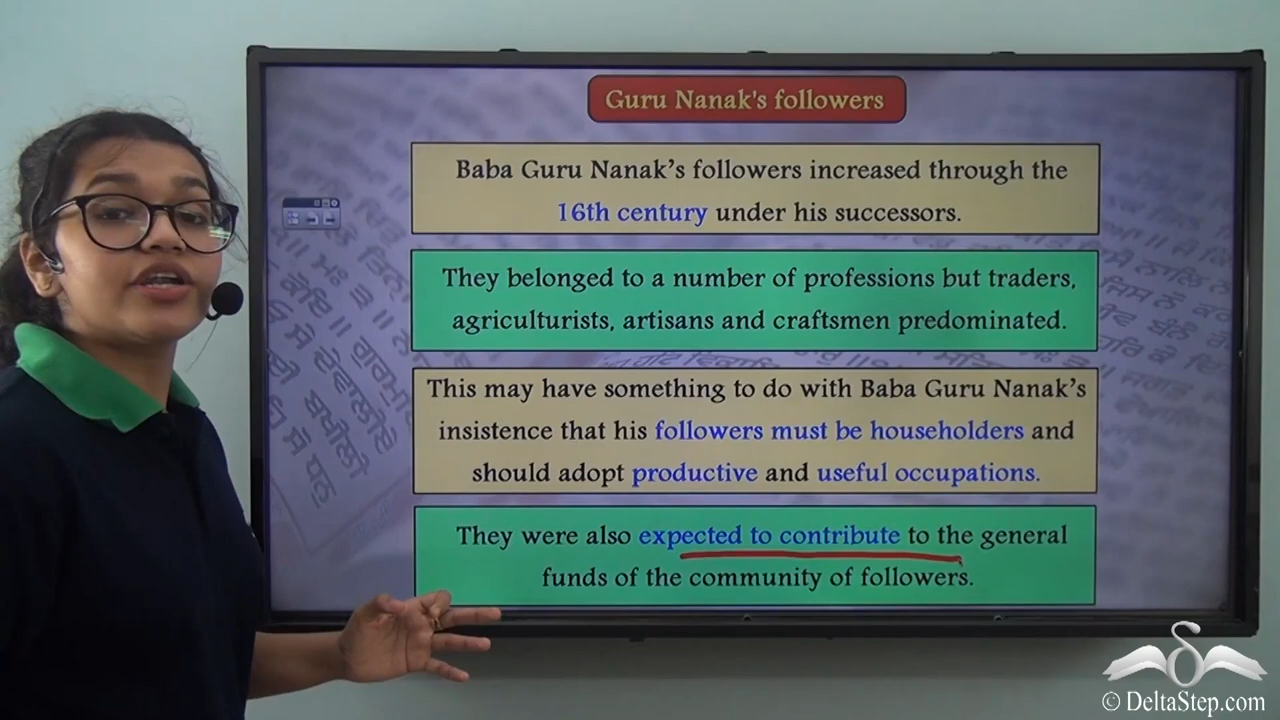 Guru Nanak's followers
Baba Guru Nanak's followers increased through the
16th century under his successors.
They belonged to a number of professions but traders,
agriculturists, artisans and craftsmen predominated.
This may have something to do with Baba Guru Nanak's
insistence that his followers must be householders and
should adopt productive and useful occupations.
They were also expected to contribute to the general
funds of the community of followers.
© DeltaStep.com